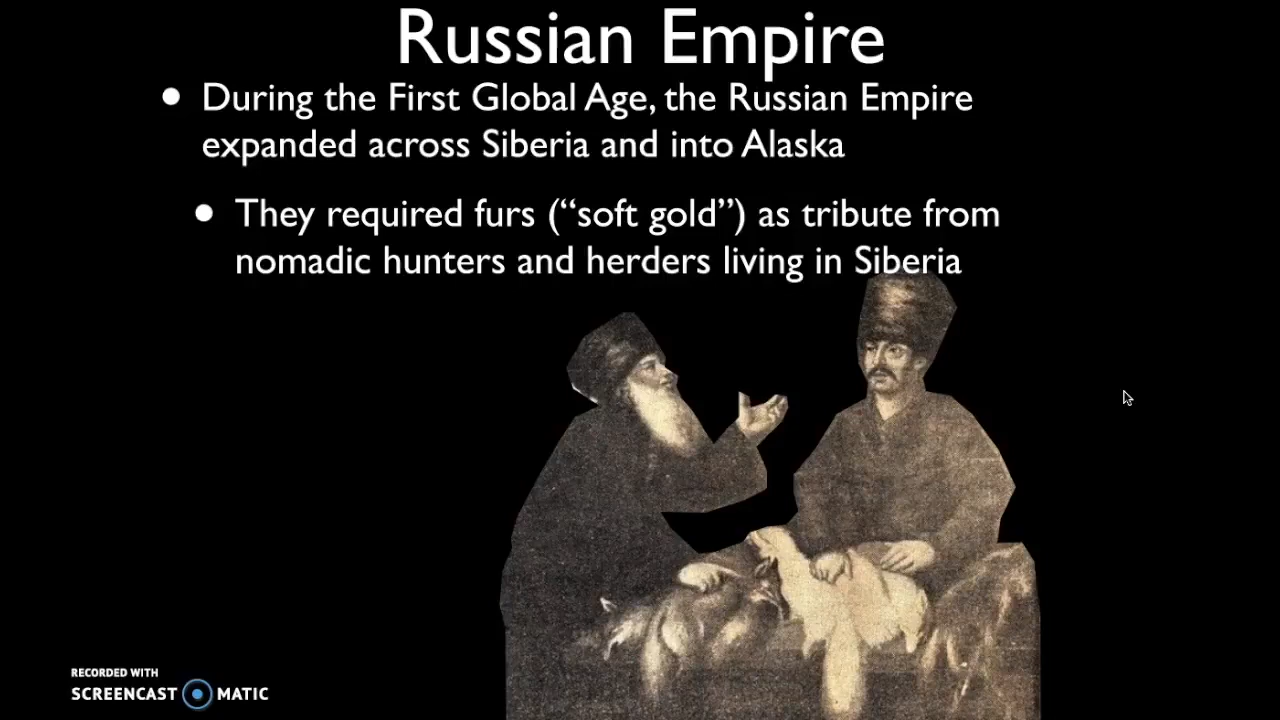 Russian Empire
• During the First Global Age, the Russian Empire
expanded across Siberia and into Alaska
• They required furs (“soft gold”) as tribute from
nomadic hunters and herders living in Siberia
RECORDED WITH
SCREENCAST MATIC